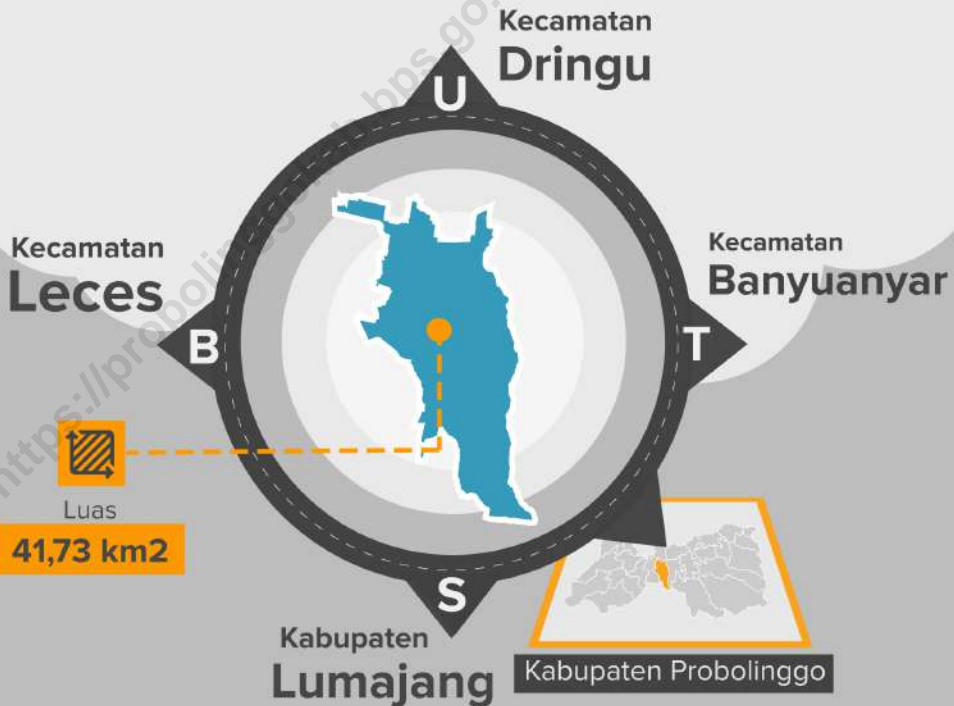 Kecamatan
Dringu
U
Kecamatan
Leces
Kecamatan
Banyuanyar
B
T
Luas
41,73 km2
S
Kabupaten
Lumajang
Kabupaten Probolinggo